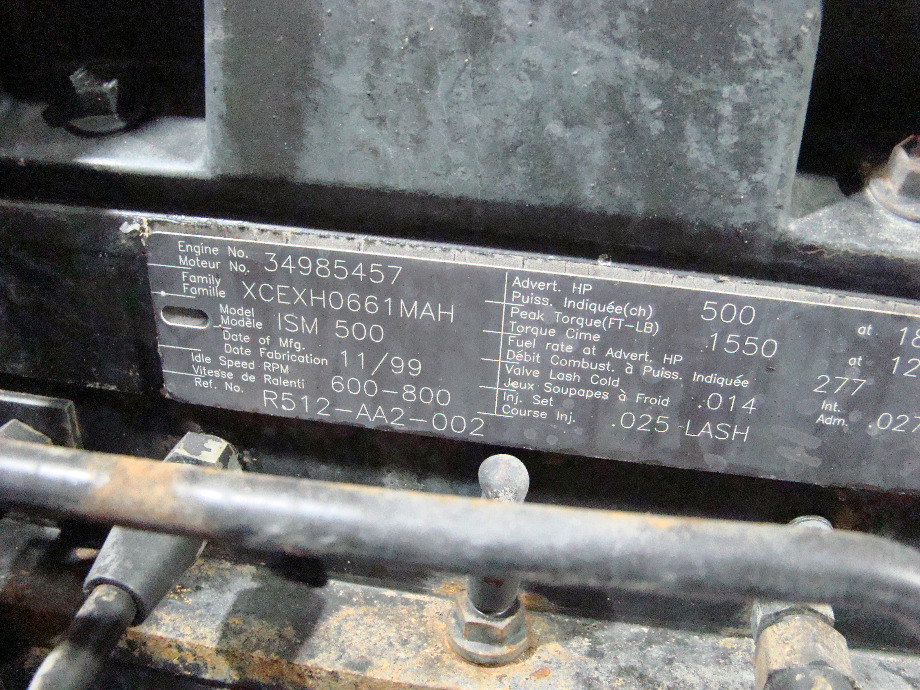 Engine No.
Moteur No. 34985457
Family
Famille XCEXH0661MAH
Model
Modèle ISM 500
Date of Mfg.
Date Fabrication 11/99
Idle Speed RPM
Vitesse de Ralenti 600-800
Ref. No. R512-AA2-002
Advert. HP
Puiss. Indiquée(ch) 500 at 18
Peak Torque(FT-LB)
Torque Cime .1550 at 12
Fuel rate at Advert. HP
Débit Combust. à Puiss. Indiquée 277
Valve Lash Cold
Jeux Soupapes à Froid .014 Int. Adm. .027
Inj. Set
Course Inj. .025 LASH